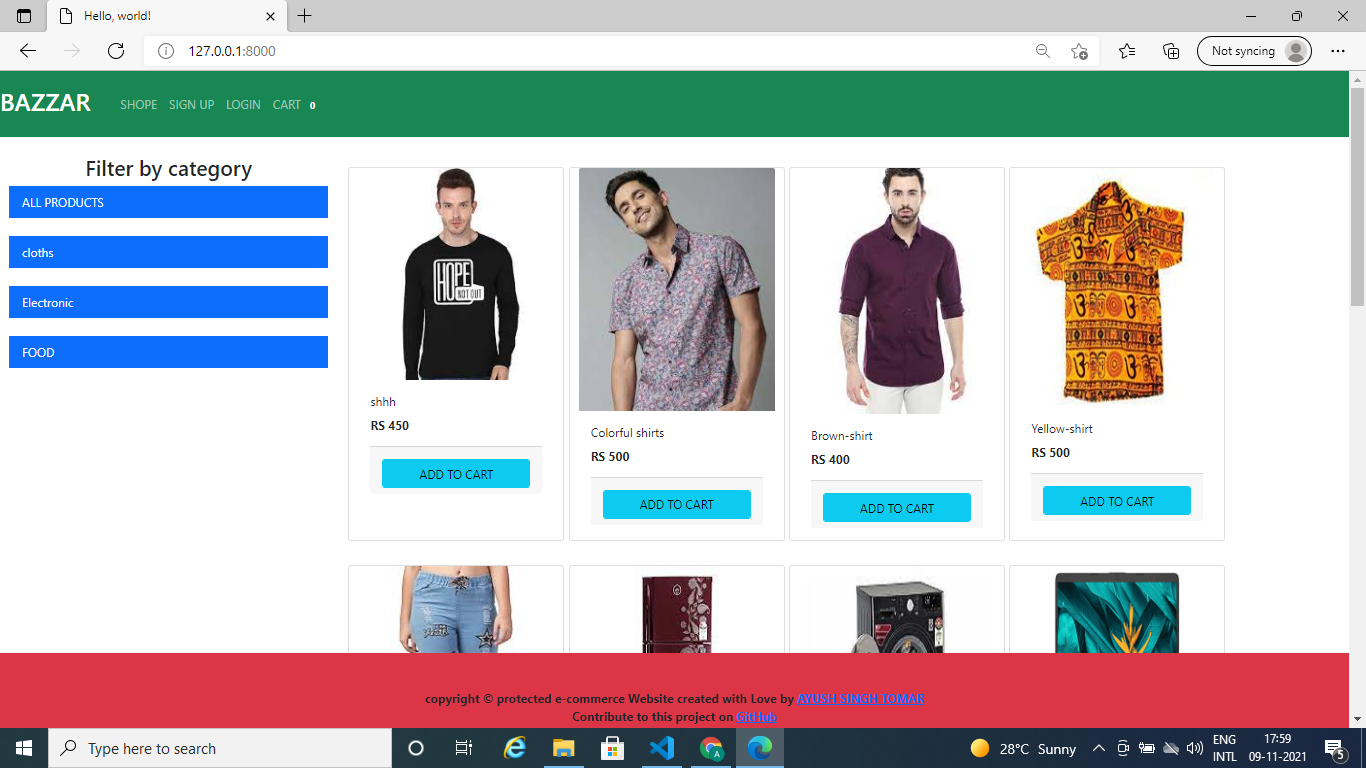 Hello, world!
127.0.0.1:8000
Not syncing
BAZZAR SHOPE SIGN UP LOGIN CART 0
Filter by category
ALL PRODUCTS
cloths
Electronic
FOOD
HOPE
NOT OUT
shhh
RS 450
ADD TO CART
Colorful shirts
RS 500
ADD TO CART
Brown-shirt
RS 400
ADD TO CART
Yellow-shirt
RS 500
ADD TO CART
copyright © protected e-commerce Website created with Love by AYUSH SINGH TOMAR
Contribute to this project on GitHub
Type here to search
28°C Sunny
ENG
INTL
17:59
09-11-2021
5